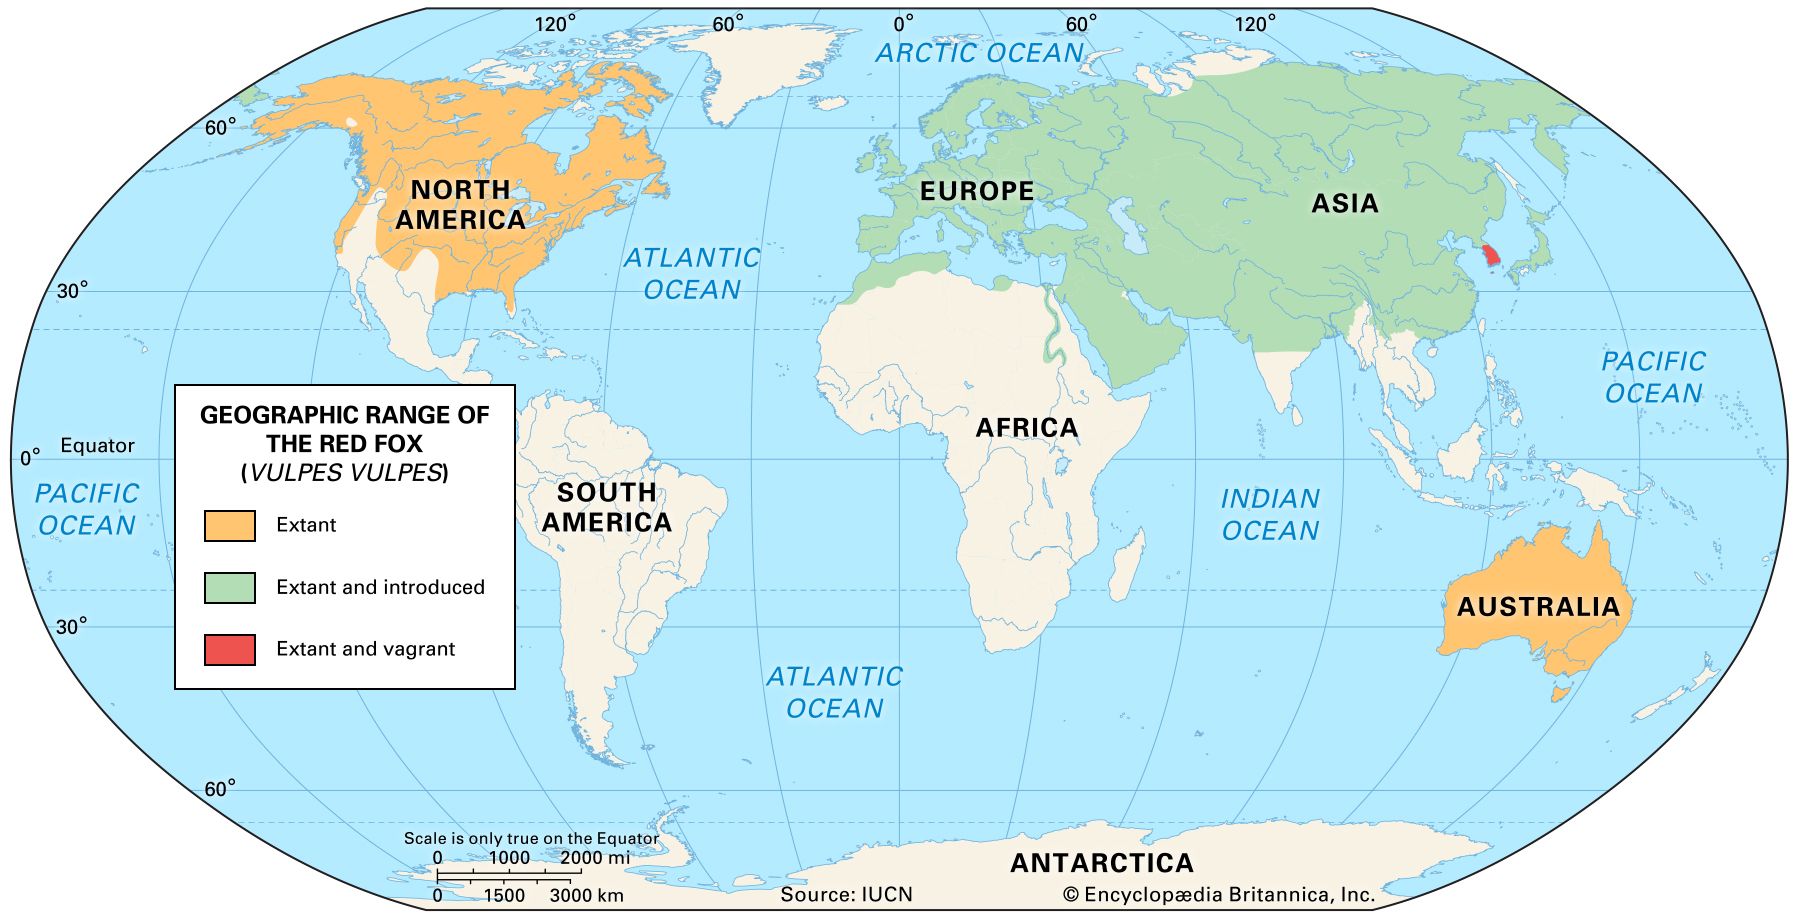 120°
60°
0°
60°
120°
ARCTIC OCEAN
60°
NORTH
AMERICA
EUROPE
ASIA
ATLANTIC
OCEAN
30°
PACIFIC
OCEAN
GEOGRAPHIC RANGE OF
THE RED FOX
(VULPES VULPES)
Extant
Extant and introduced
Extant and vagrant
AFRICA
Equator
0°
PACIFIC
OCEAN
SOUTH
AMERICA
INDIAN
OCEAN
AUSTRALIA
30°
ATLANTIC
OCEAN
60°
Scale is only true on the Equator
0 1000 2000 mi
0 1500 3000 km
ANTARCTICA
Source: IUCN
© Encyclopædia Britannica, Inc.